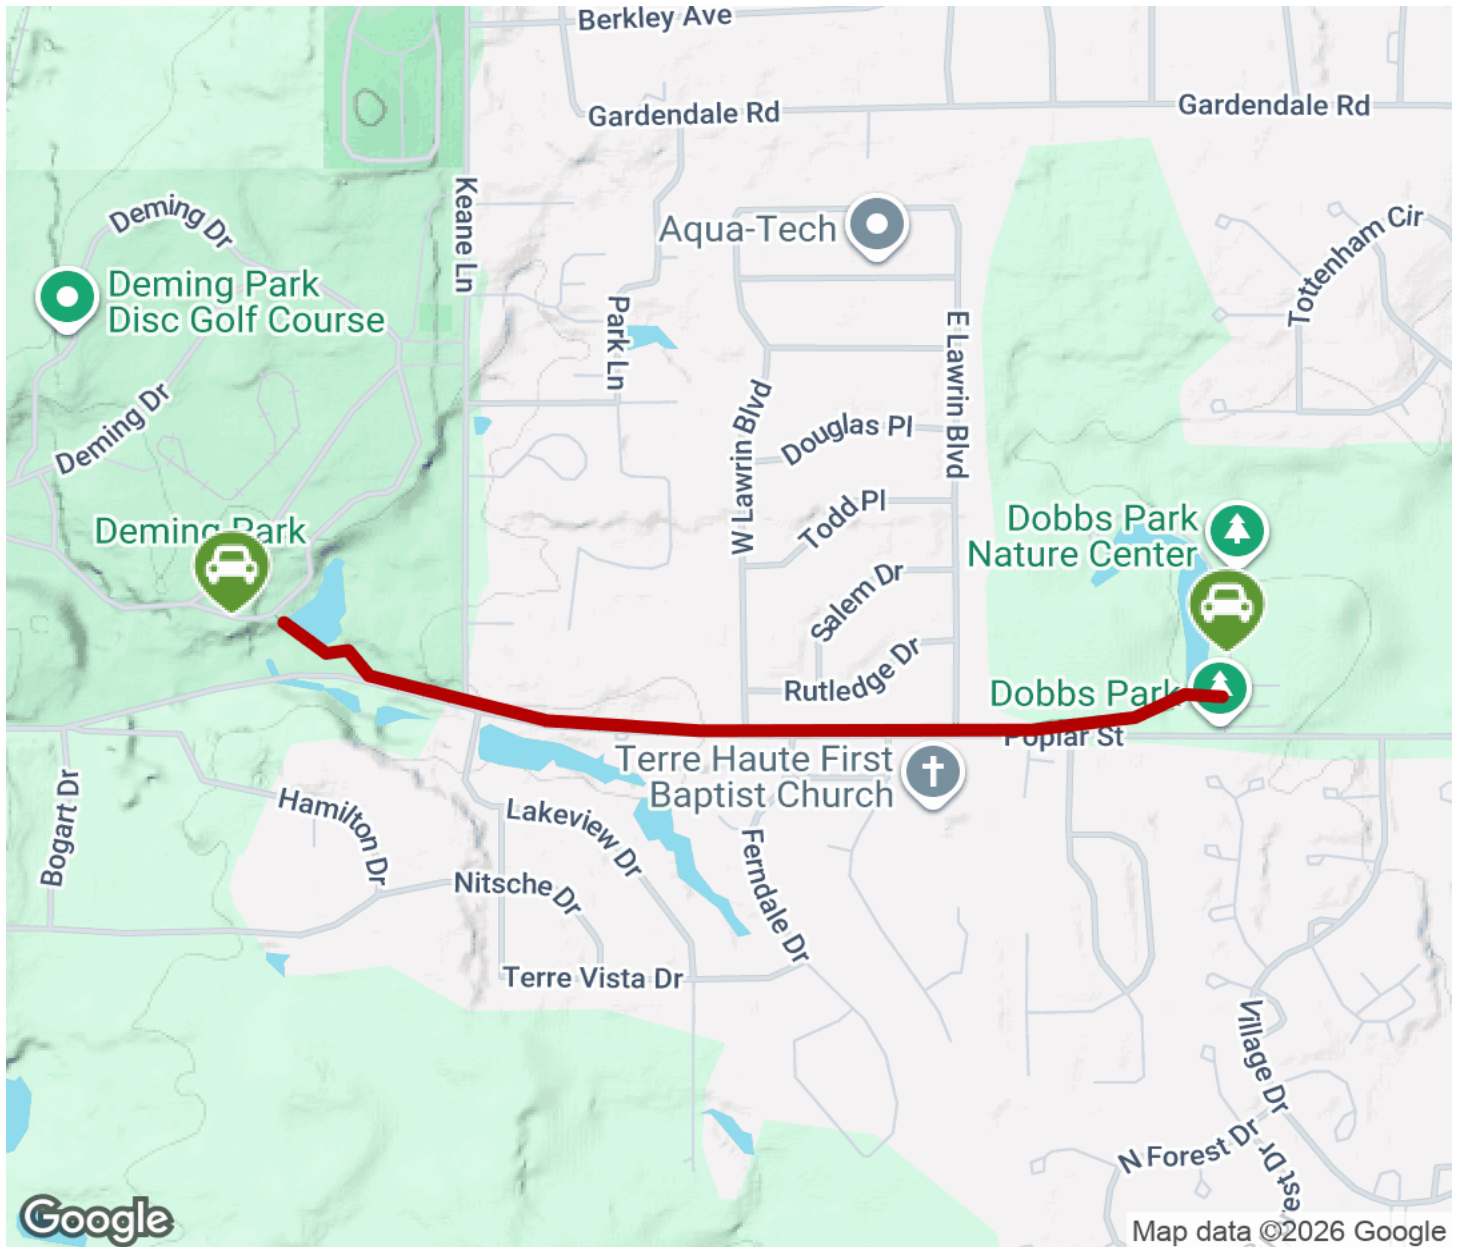 Berkley Ave
Gardendale Rd
Gardendale Rd
Keane Ln
Deming Dr
Aqua-Tech
Tottenham Cir
Deming Park
Disc Golf Course
Park Ln
E Lawrin Blvd
W Lawrin Blvd
Deming Dr
Douglas Pl
Todd Pl
Deming Park
Dobbs Park
Nature Center
Salem Dr
Rutledge Dr
Dobbs Park
Poplar St
Terre Haute First
Baptist Church
Bogart Dr
Hamilton Dr
Lakeview Dr
Ferndale Dr
Nitsche Dr
Terre Vista Dr
Village Dr
N Forest Dr
est Dr
Google
Map data ©2026 Google